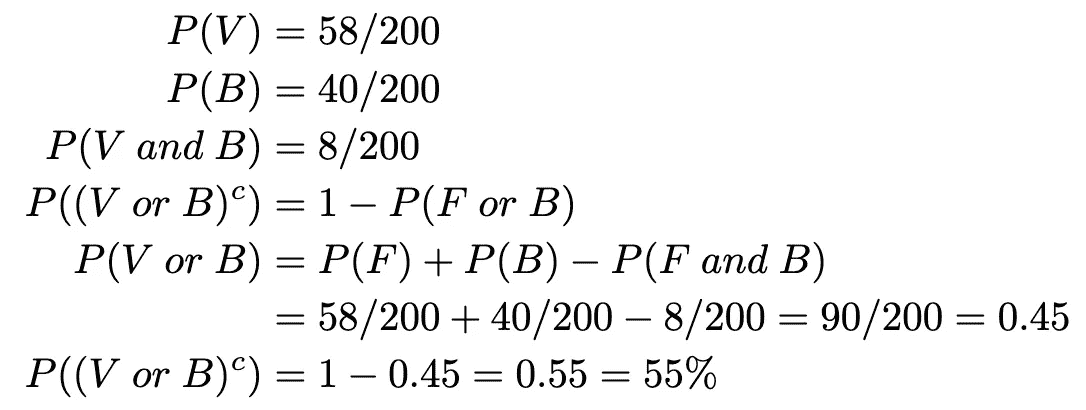 P(V) = 58/200
P(B) = 40/200
P(V and B) = 8/200
P((V or B)ᶜ) = 1 − P(F or B)
P(V or B) = P(F) + P(B) − P(F and B)
= 58/200 + 40/200 − 8/200 = 90/200 = 0.45
P((V or B)ᶜ) = 1 − 0.45 = 0.55 = 55%